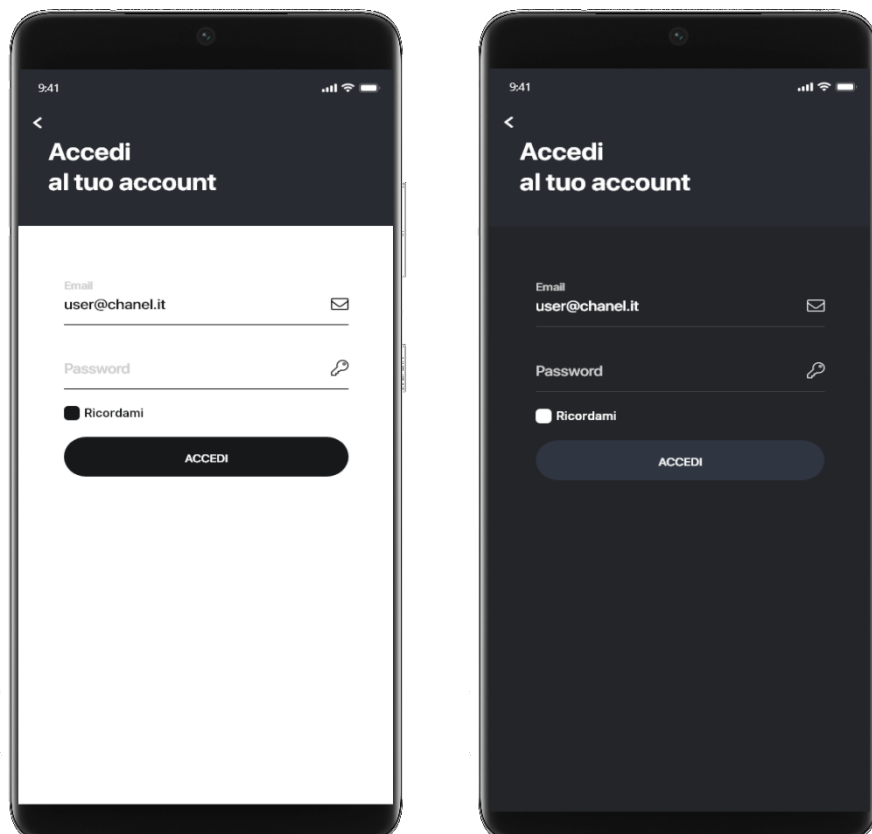 9:41
Accedi
al tuo account
Email
user@chanel.it
Password
Ricordami
ACCEDI
9:41
Accedi
al tuo account
Email
user@chanel.it
Password
Ricordami
ACCEDI